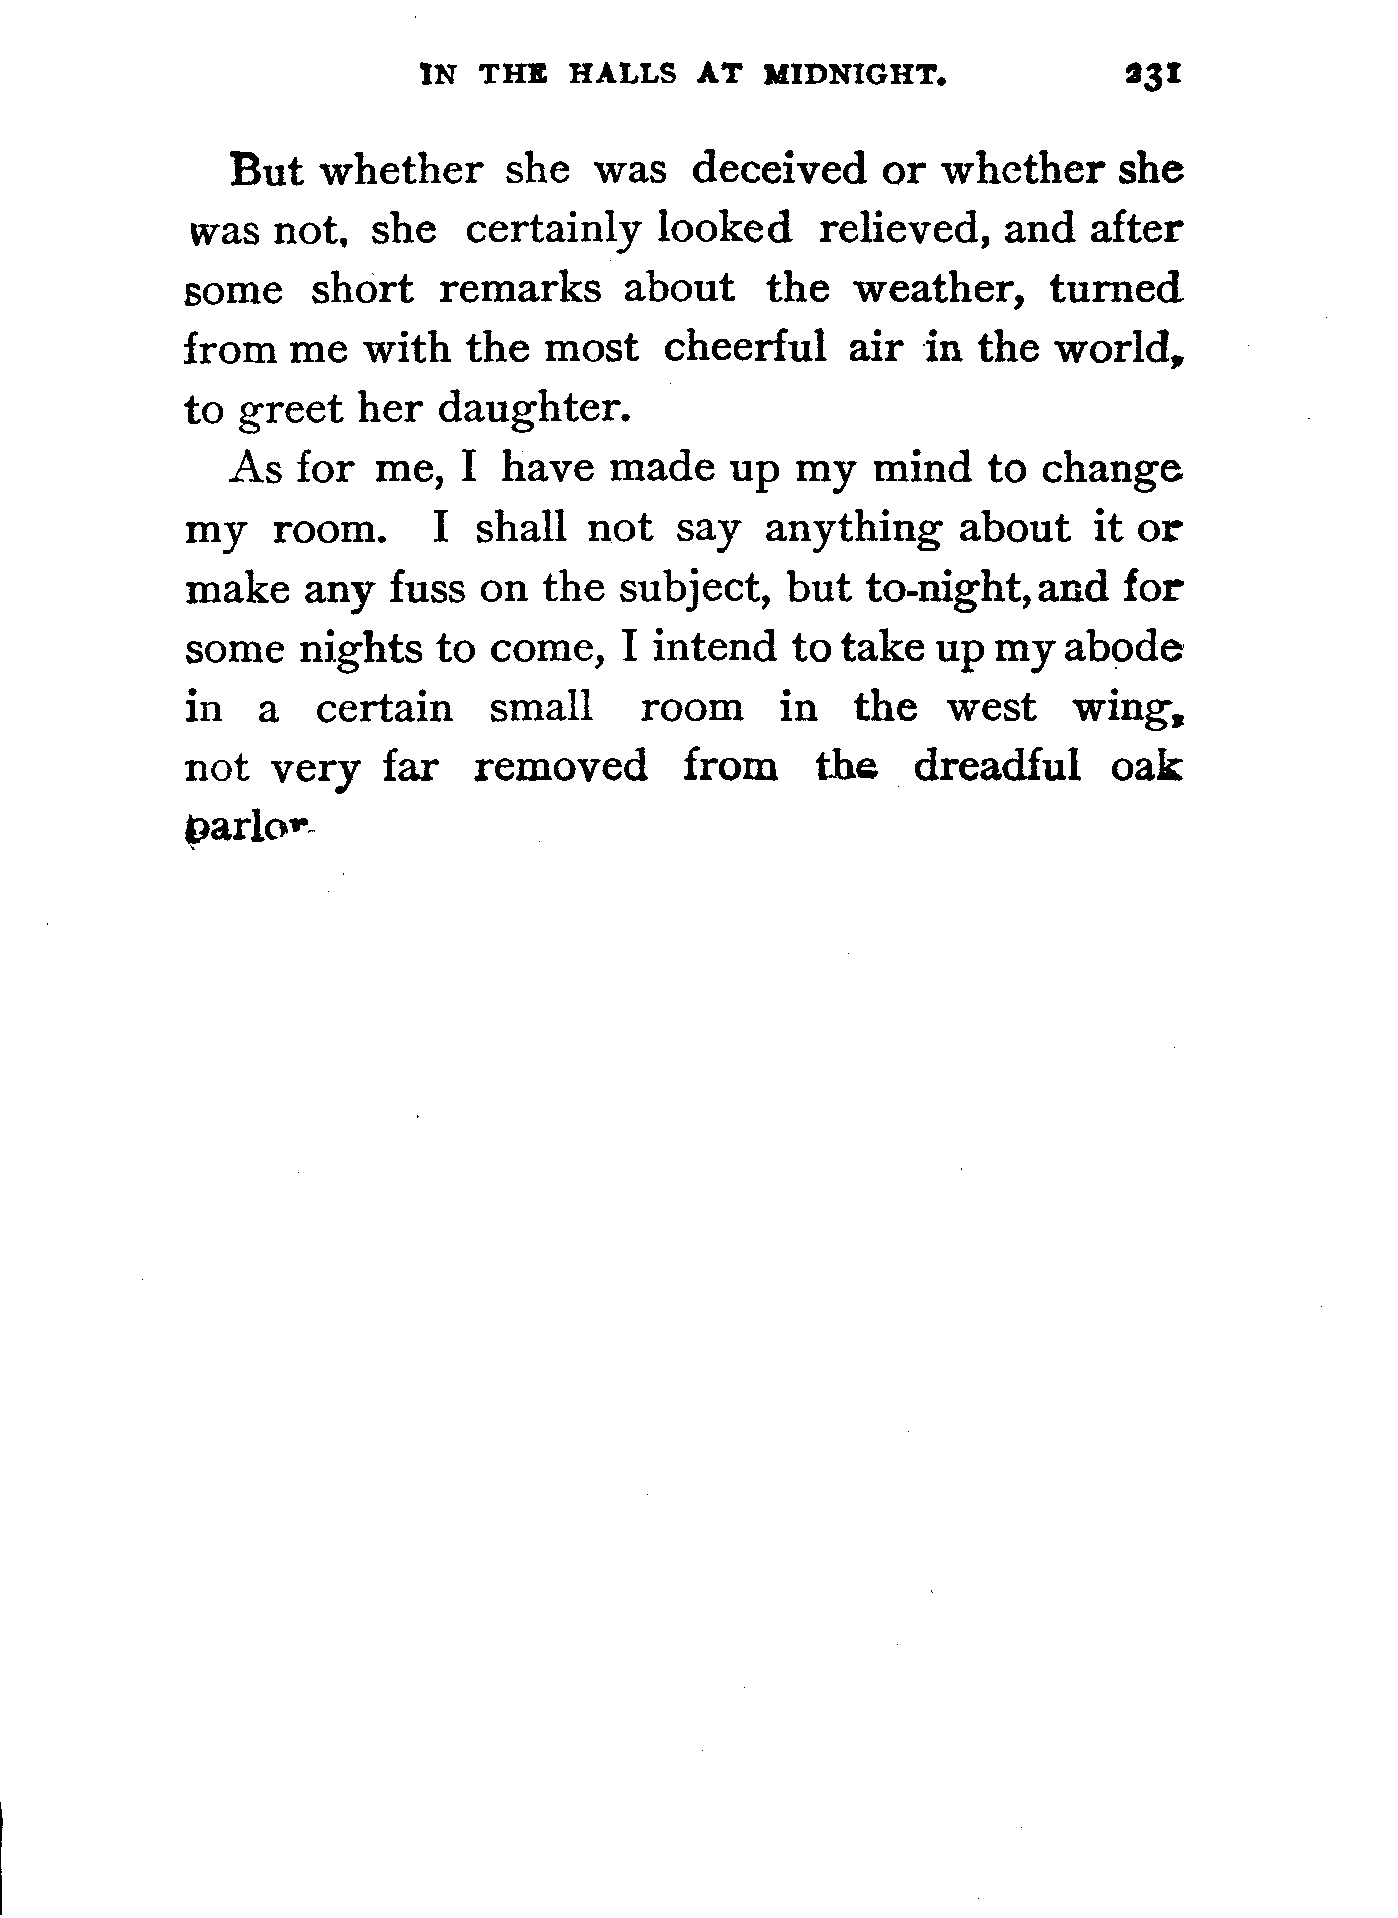 IN THE HALLS AT MIDNIGHT. 231
But whether she was deceived or whether she
was not, she certainly looked relieved, and after
some short remarks about the weather, turned
from me with the most cheerful air in the world,
to greet her daughter.
As for me, I have made up my mind to change
my room. I shall not say anything about it or
make any fuss on the subject, but to-night, and for
some nights to come, I intend to take up my abode
in a certain small room in the west wing,
not very far removed from the dreadful oak
parlor.